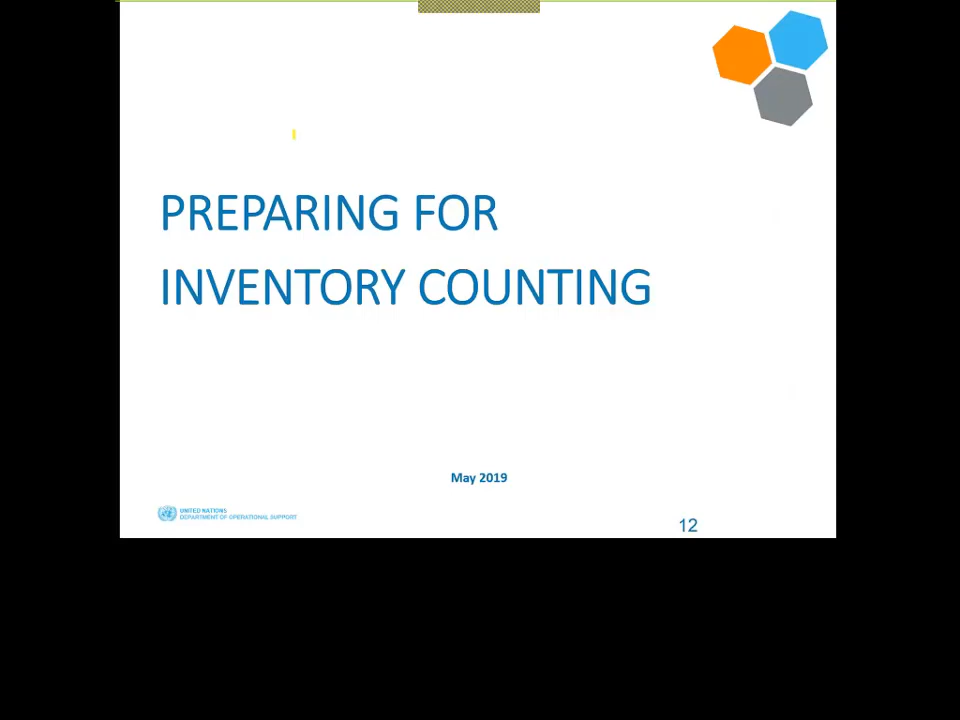 PREPARING FOR
INVENTORY COUNTING
May 2019
UNITED NATIONS
DEPARTMENT OF OPERATIONAL SUPPORT
12